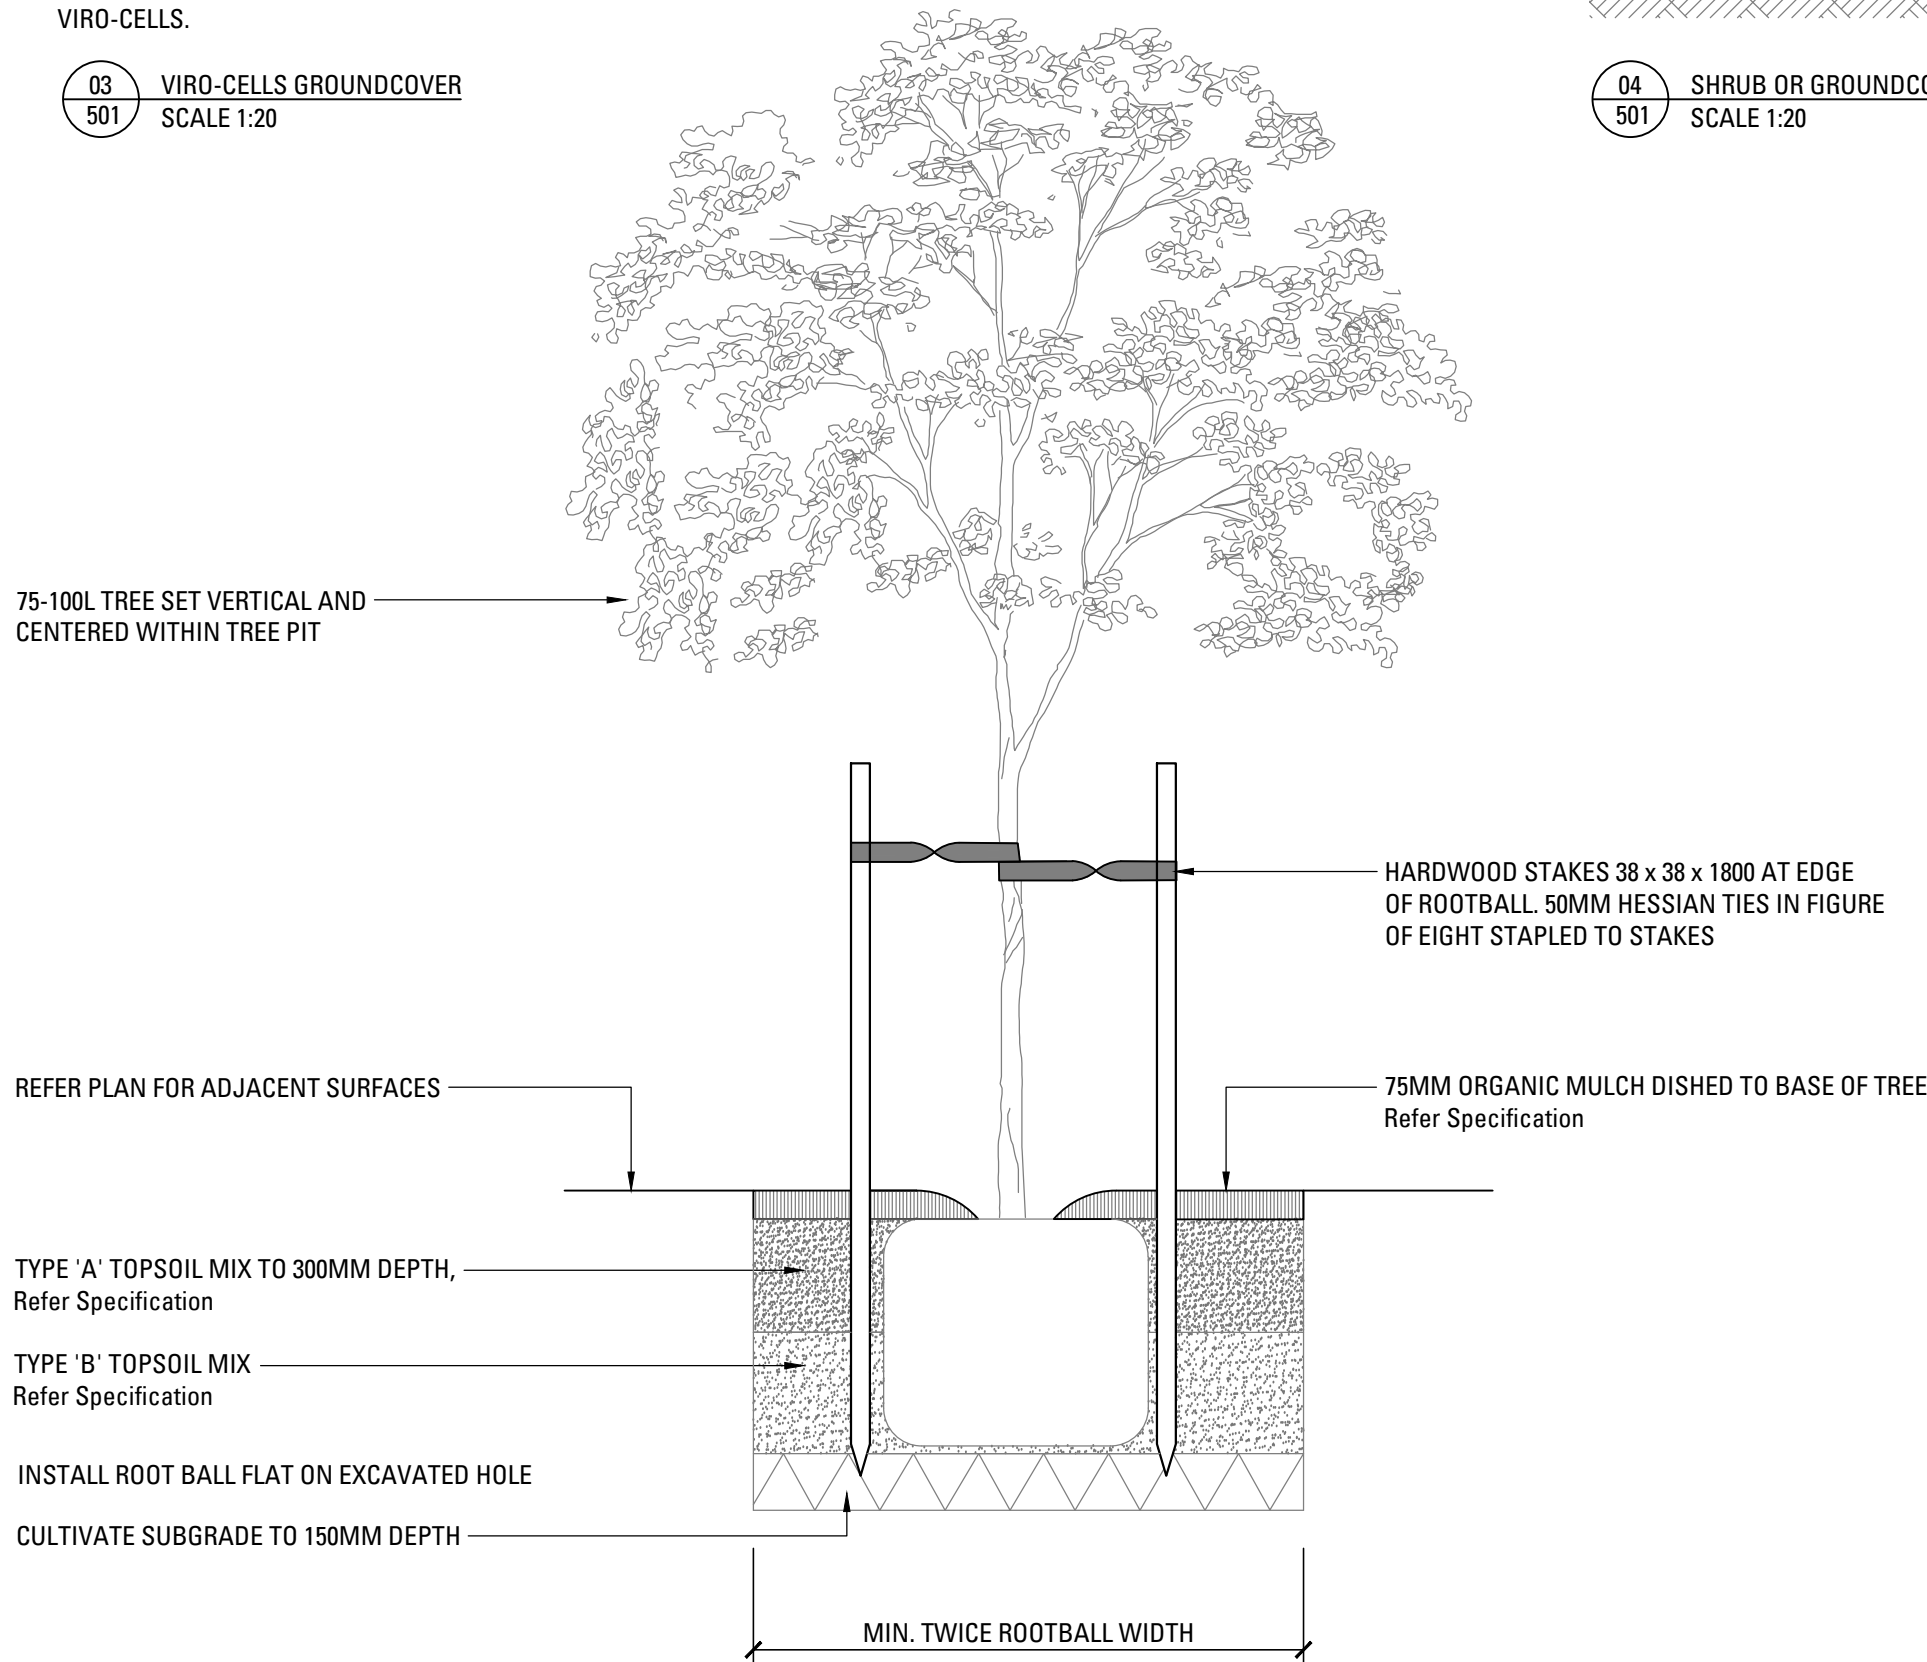 VIRO-CELLS.
03
501
VIRO-CELLS GROUNDCOVER
SCALE 1:20
04
501
SHRUB OR
SCALE 1:20
75-100L TREE SET VERTICAL AND
CENTERED WITHIN TREE PIT
HARDWOOD STAKES 38 x 38 x 1800 AT EDGE
OF ROOTBALL. 50MM HESSIAN TIES IN FIGURE
OF EIGHT STAPLED TO STAKES
REFER PLAN FOR ADJACENT SURFACES
75MM ORGANIC MULCH DISHED TO BASE OF TREE
Refer Specification
TYPE 'A' TOPSOIL MIX TO 300MM DEPTH,
Refer Specification
TYPE 'B' TOPSOIL MIX
Refer Specification
INSTALL ROOT BALL FLAT ON EXCAVATED HOLE
CULTIVATE SUBGRADE TO 150MM DEPTH
MIN. TWICE ROOTBALL WIDTH